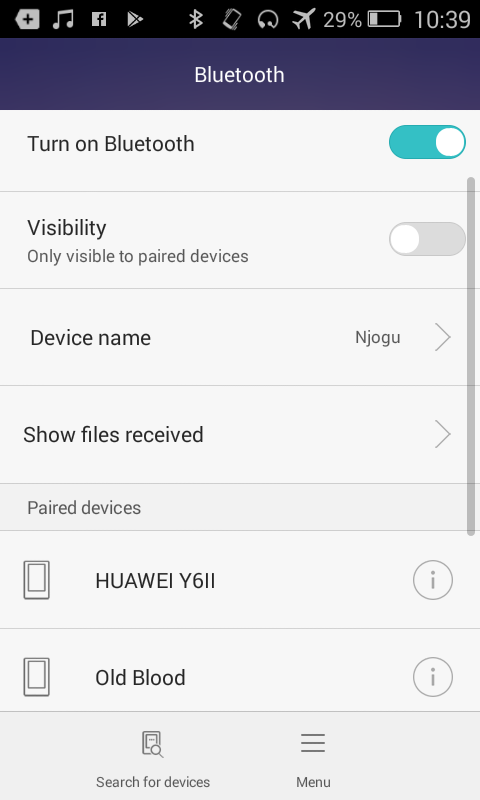 29% 10:39
Bluetooth
Turn on Bluetooth
Visibility
Only visible to paired devices
Device name Njogu
Show files received
Paired devices
HUAWEI Y6II
Old Blood
Search for devices Menu